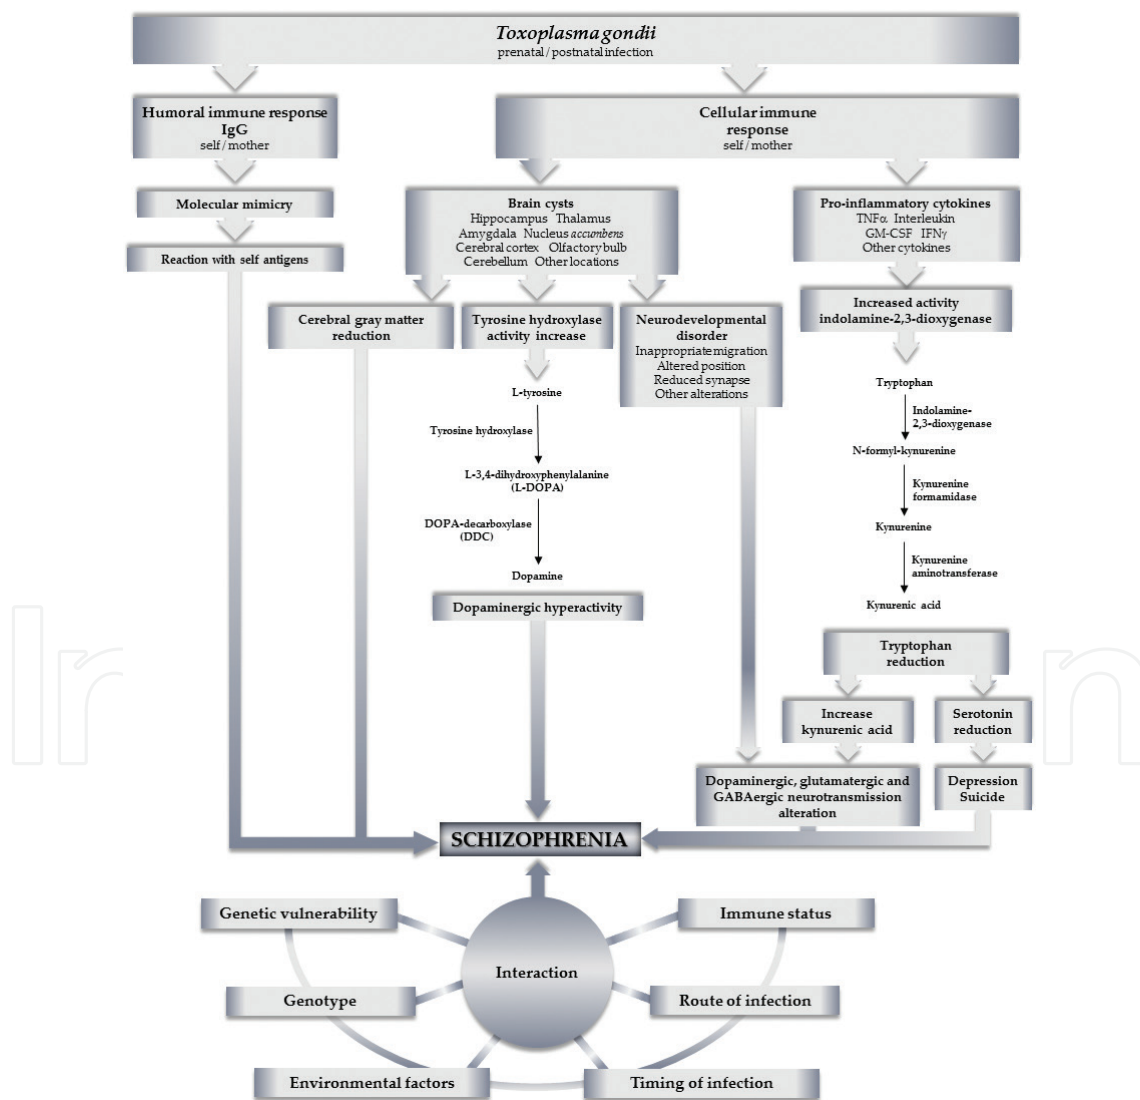 Toxoplasma gondii
prenatal / postnatal infection
Humoral immune response
IgG
self / mother
Cellular immune
response
self / mother
Molecular mimicry
Reaction with self antigens
Brain cysts
Hippocampus Thalamus
Amygdala Nucleus accumbens
Cerebral cortex Olfactory bulb
Cerebellum Other locations
Pro-inflammatory cytokines
TNFα Interleukin
GM-CSF IFNγ
Other cytokines
Cerebral gray matter
reduction
Tyrosine hydroxylase
activity increase
Neurodevelopmental
disorder
Inappropriate migration
Altered position
Reduced synapse
Other alterations
Increased activity
indolamine-2,3-dioxygenase
L-tyrosine
Tyrosine hydroxylase
L-3,4-dihydroxyphenylalanine
(L-DOPA)
DOPA-decarboxylase
(DDC)
Dopamine
Dopaminergic hyperactivity
Tryptophan
Indolamine-
2,3-dioxygenase
N-formyl-kynurenine
Kynurenine
formamidase
Kynurenine
Kynurenine
aminotransferase
Kynurenic acid
Tryptophan
reduction
Increase
kynurenic acid
Serotonin
reduction
Dopaminergic, glutamatergic and
GABAergic neurotransmission
alteration
Depression
Suicide
SCHIZOPHRENIA
Genetic vulnerability
Immune status
Interaction
Genotype
Route of infection
Environmental factors
Timing of infection